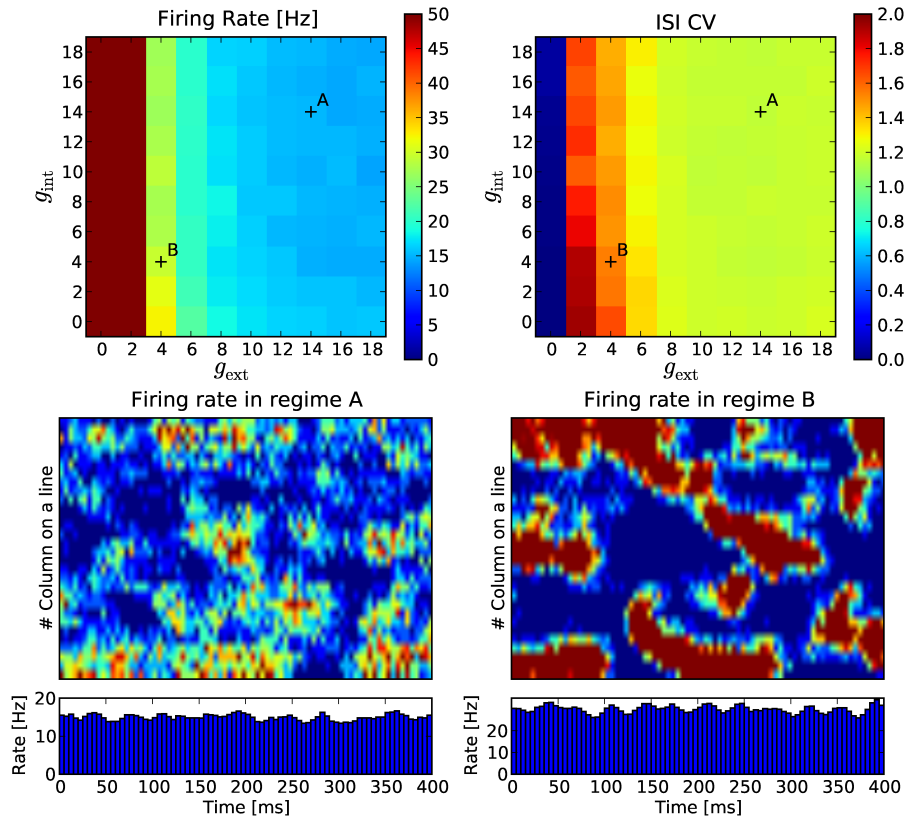 Firing Rate [Hz]
18
16
14
12
10
8
6
4
2
0
g_int
A
B
0 2 4 6 8 10 12 14 16 18
g_ext
50
45
40
35
30
25
20
15
10
5
0
ISI CV
18
16
14
12
10
8
6
4
2
0
g_int
A
B
0 2 4 6 8 10 12 14 16 18
g_ext
2.0
1.8
1.6
1.4
1.2
1.0
0.8
0.6
0.4
0.2
0.0
Firing rate in regime A
# Column on a line
Rate [Hz]
20
10
0
0 50 100 150 200 250 300 350 400
Time [ms]
Firing rate in regime B
# Column on a line
Rate [Hz]
20
10
0
0 50 100 150 200 250 300 350 400
Time [ms]